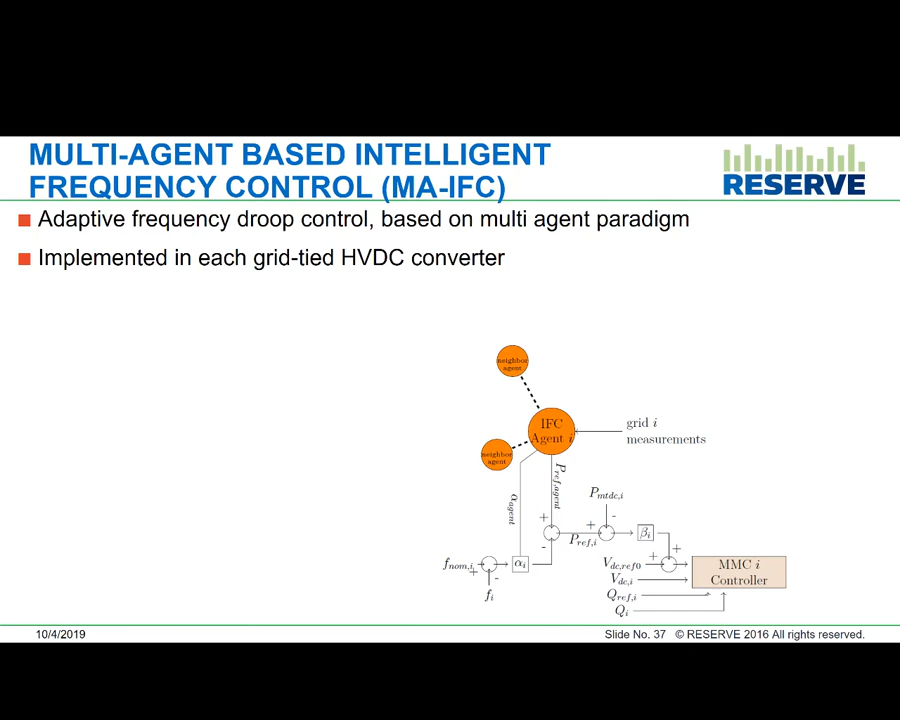 MULTI-AGENT BASED INTELLIGENT
FREQUENCY CONTROL (MA-IFC)
RESERVE
Adaptive frequency droop control, based on multi agent paradigm
Implemented in each grid-tied HVDC converter
neighbor
agent
IFC
Agent i
grid i
measurements
neighbor
agent
α_agent
P_ref,agent
P_mtdc,i
+
-
+
-
P_ref,i
β_i
+
+
f_nom,i
+
-
α_i
f_i
V_dc,ref0
V_dc,i
Q_ref,i
Q_i
MMC i
Controller
10/4/2019
Slide No. 37 © RESERVE 2016 All rights reserved.